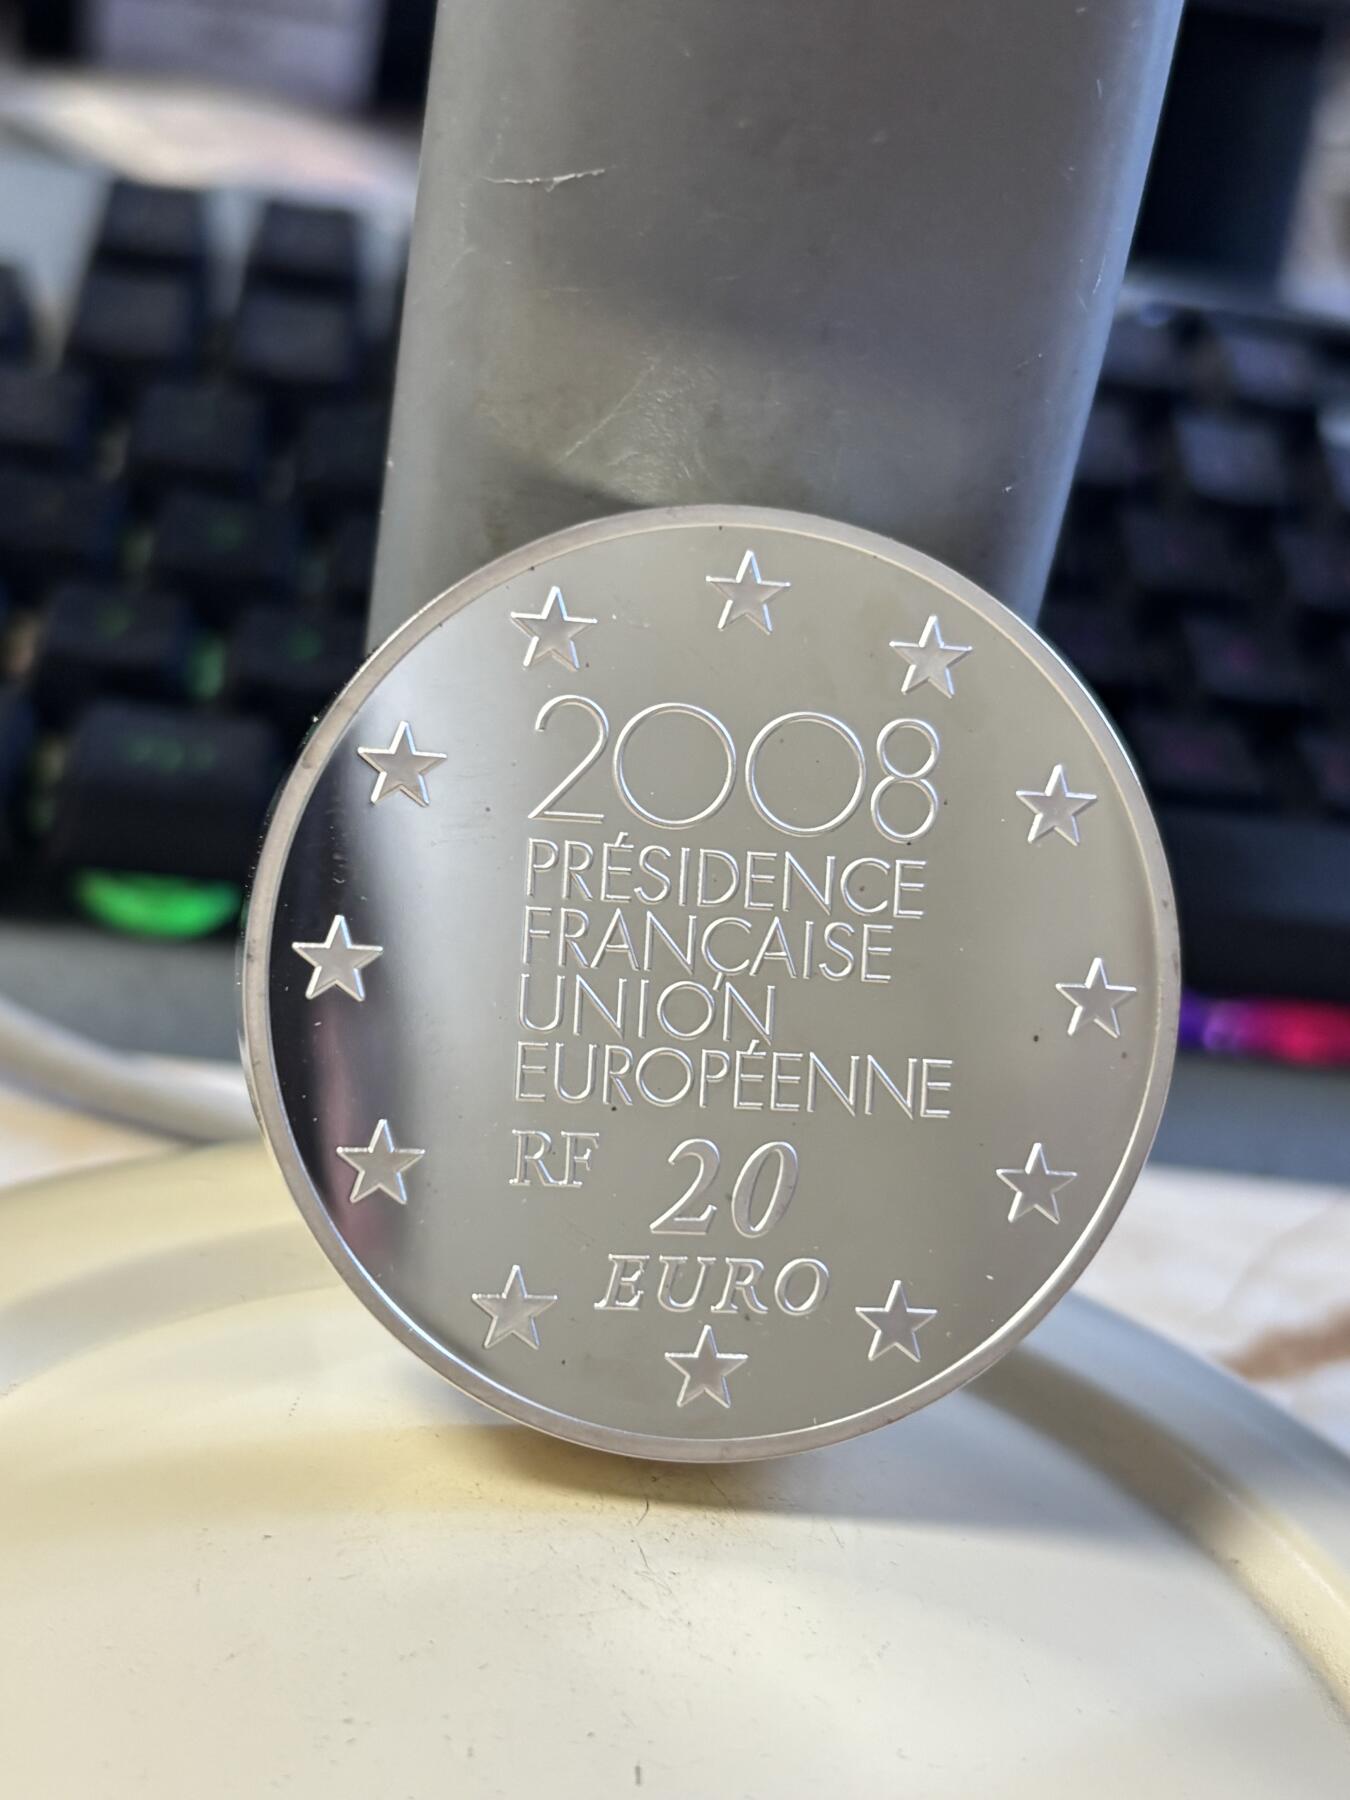 2008
PRÉSIDENCE
FRANÇAISE
UNION
EUROPÉENNE
RF 20
EURO